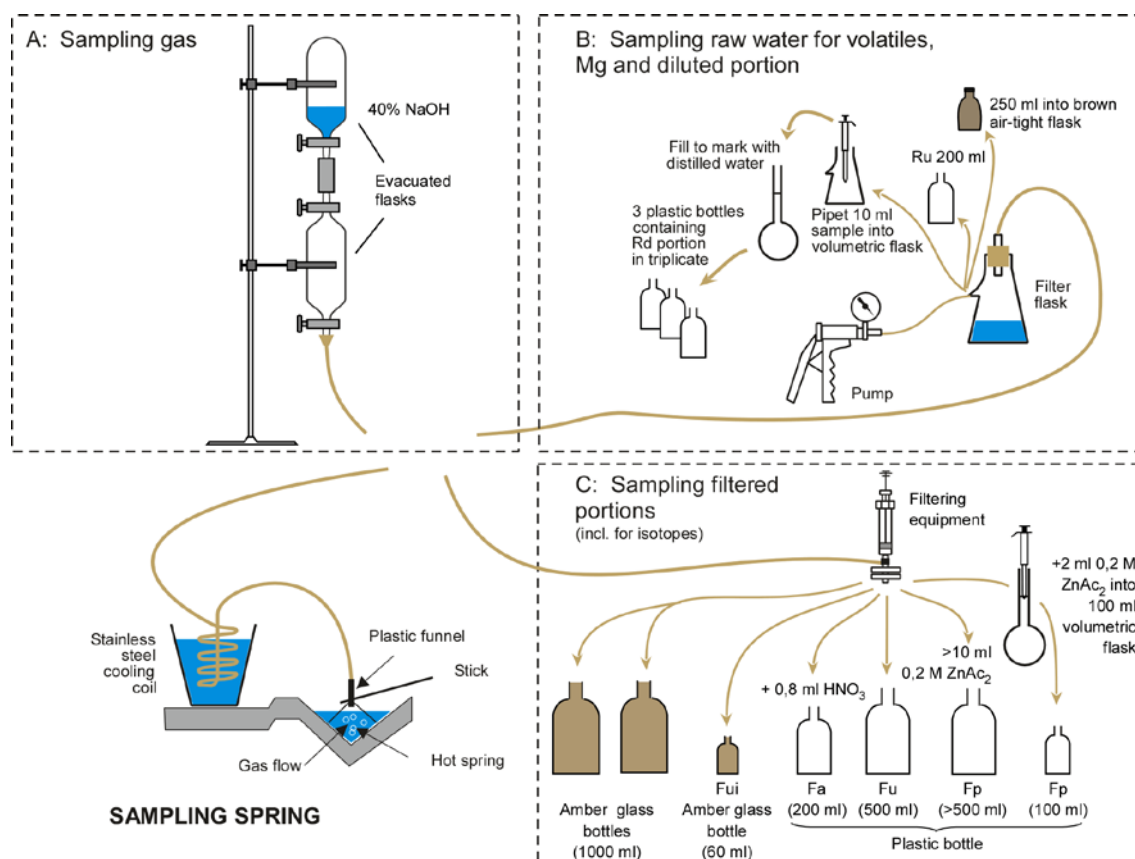 A: Sampling gas
40% NaOH
Evacuated
flasks
B: Sampling raw water for volatiles,
Mg and diluted portion
250 ml into brown
air-tight flask
Fill to mark with
distilled water
Ru 200 ml
3 plastic bottles
containing
Rd portion
in triplicate
Pipet 10 ml
sample into
volumetric flask
Filter
flask
Pump
C: Sampling filtered
portions
(incl. for isotopes)
Filtering
equipment
+2 ml 0,2 M
ZnAc₂ into
100 ml
volumetric
flask
>10 ml
0,2 M ZnAc₂
+ 0,8 ml HNO₃
Amber glass
bottles
(1000 ml)
Fui
Amber glass
bottle
(60 ml)
Fa
(200 ml)
Fu
(500 ml)
Fp
(>500 ml)
Fp
(100 ml)
Plastic bottle
Stainless
steel
cooling
coil
Plastic funnel
Stick
Gas flow
Hot spring
SAMPLING SPRING